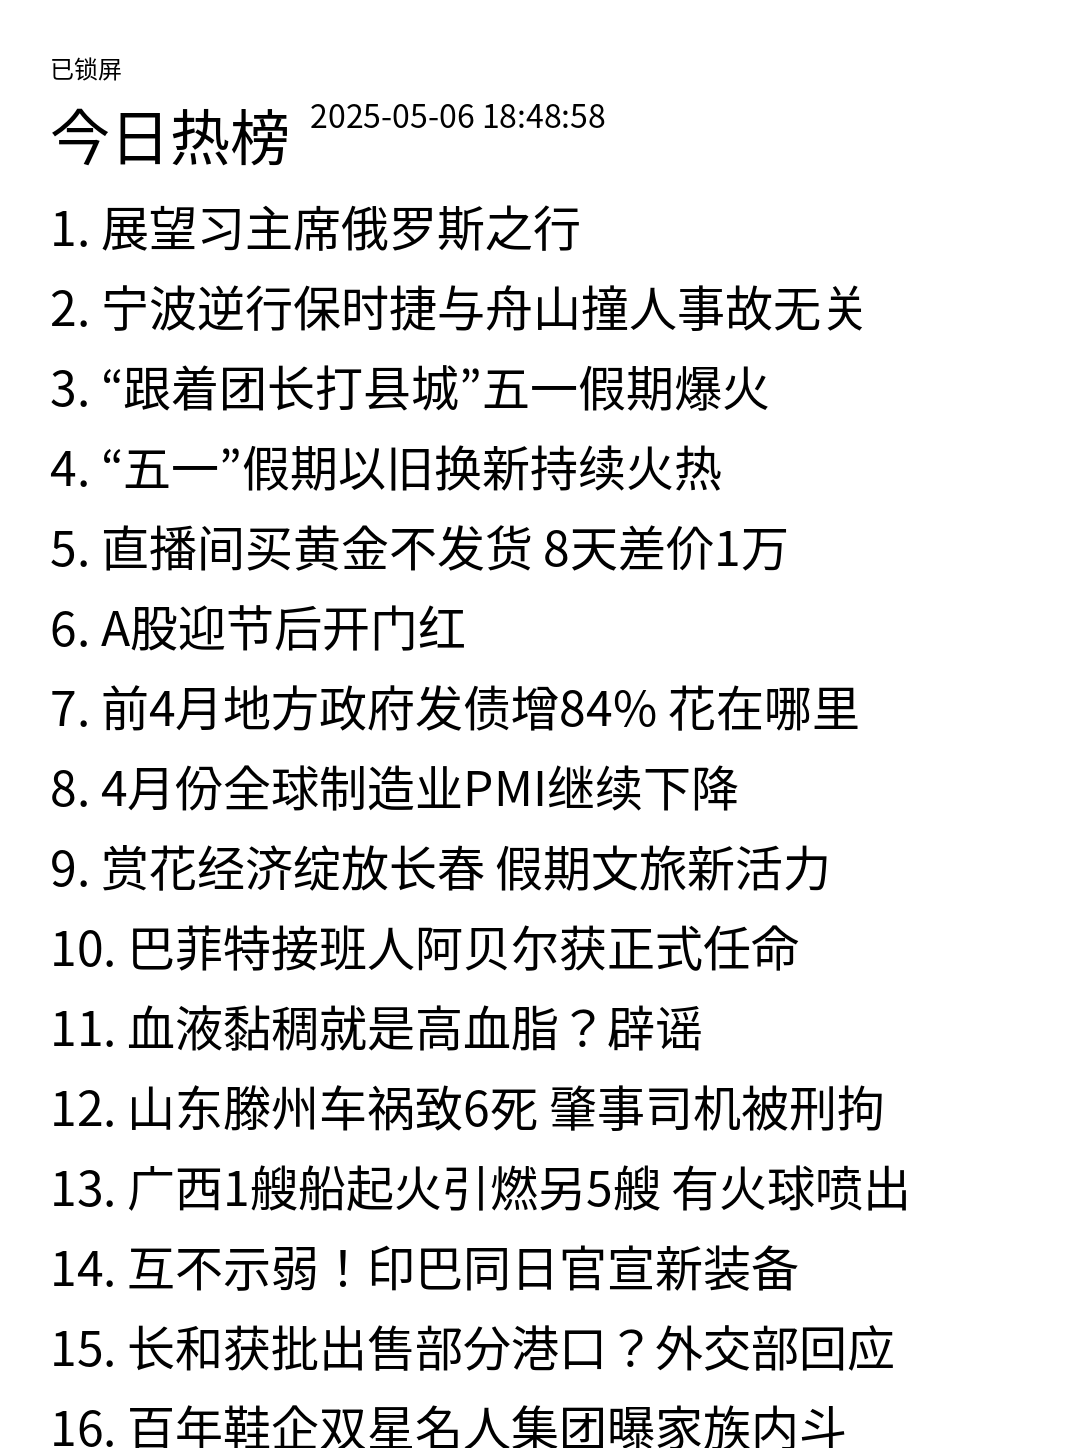 已锁屏
今日热榜 2025-05-06 18:48:58
1. 展望习主席俄罗斯之行
2. 宁波逆行保时捷与舟山撞人事故无关
3. “跟着团长打县城”五一假期爆火
4. “五一”假期以旧换新持续火热
5. 直播间买黄金不发货 8天差价1万
6. A股迎节后开门红
7. 前4月地方政府发债增84% 花在哪里
8. 4月份全球制造业PMI继续下降
9. 赏花经济绽放长春 假期文旅新活力
10. 巴菲特接班人阿贝尔获正式任命
11. 血液黏稠就是高血脂？辟谣
12. 山东滕州车祸致6死 肇事司机被刑拘
13. 广西1艘船起火引燃另5艘 有火球喷出
14. 互不示弱！印巴同日官宣新装备
15. 长和获批出售部分港口？外交部回应
16. 百年鞋企双星名人集团曝家族内斗